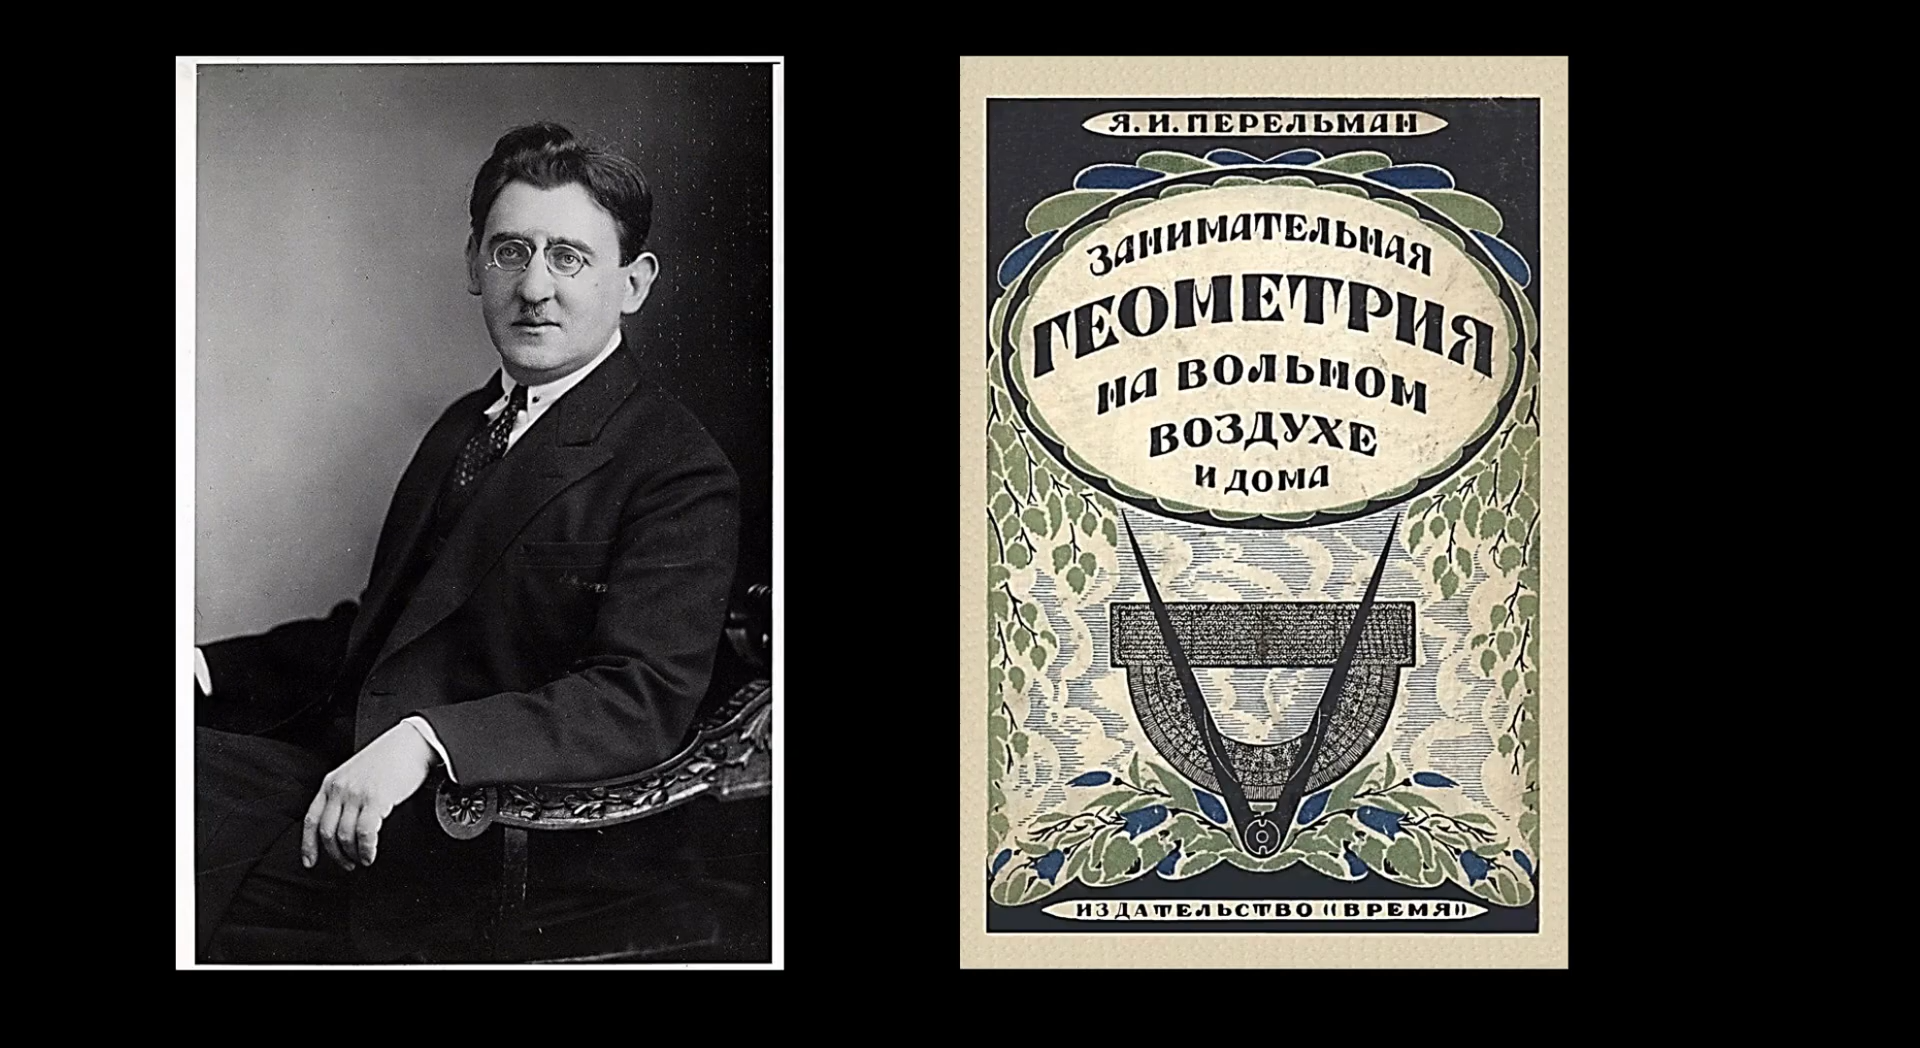 Я. И. ПЕРЕЛЬМАН
ЗАНИМАТЕЛЬНАЯ
ГЕОМЕТРИЯ
НА ВОЛЬНОМ
ВОЗДУХЕ
И ДОМА
ИЗДАТЕЛЬСТВО «ВРЕМЯ»